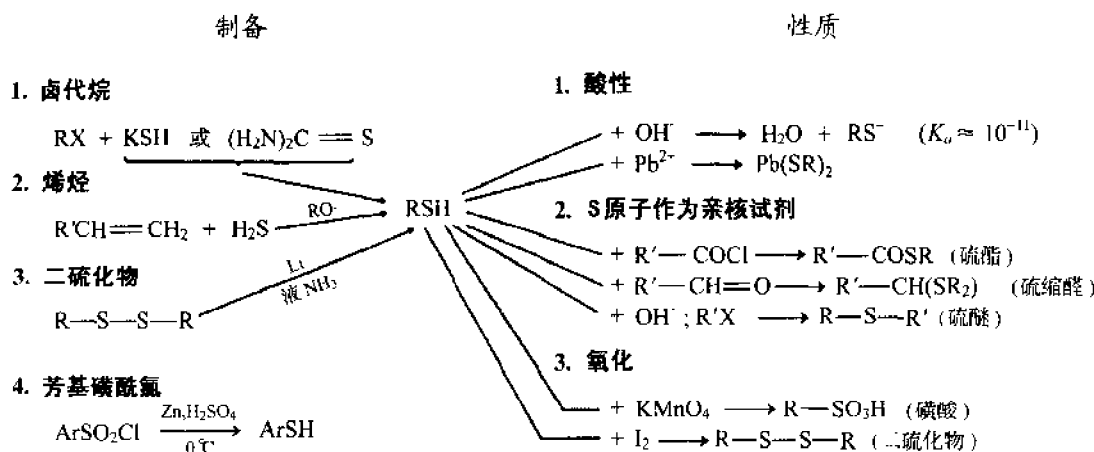 制备
1. 卤代烷
RX + KSH 或 (H₂N)₂C═S
2. 烯烃
R'CH═CH₂ + H₂S
RO·
3. 二硫化物
R—S—S—R
Li
液 NH₃
4. 芳基磺酰氯
ArSO₂Cl
Zn,H₂SO₄
0℃
→ ArSH
RSH
性质
1. 酸性
+ OH⁻ → H₂O + RS⁻ (Kₐ ≈ 10⁻¹¹)
+ Pb²⁺ → Pb(SR)₂
2. S原子作为亲核试剂
+ R′—COCl → R′—COSR (硫酯)
+ R′—CH=O → R′—CH(SR₂) (硫缩醛)
+ OH⁻; R'X → R—S—R' (硫醚)
3. 氧化
+ KMnO₄ → R—SO₃H (磺酸)
+ I₂ → R—S—S—R (二硫化物)